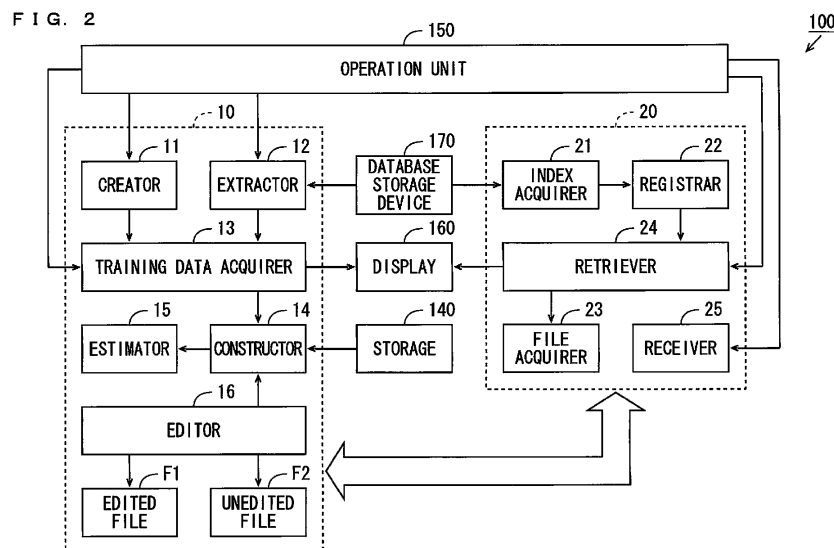 FIG. 2
100
150
OPERATION UNIT
10
20
11
12
170
21
22
CREATOR
EXTRACTOR
DATABASE
STORAGE
DEVICE
INDEX
ACQUIRER
REGISTRAR
13
160
24
TRAINING DATA ACQUIRER
DISPLAY
RETRIEVER
15
14
140
23
25
ESTIMATOR
CONSTRUCTOR
STORAGE
FILE
ACQUIRER
RECEIVER
16
EDITOR
F1
F2
EDITED
FILE
UNEDITED
FILE